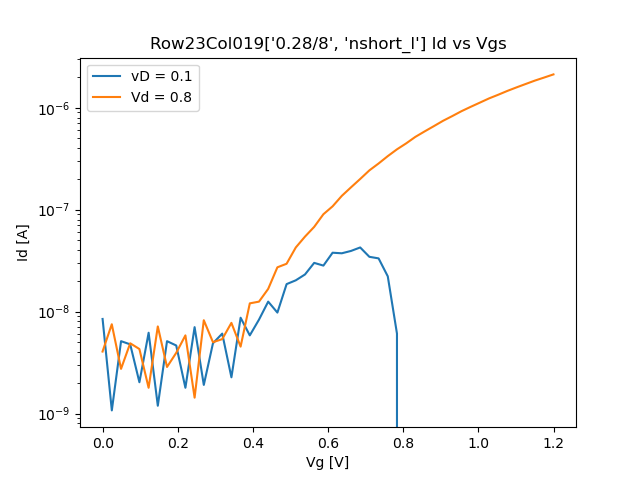 Row23Col019['0.28/8', 'nshort_l'] Id vs Vgs
vD = 0.1
Vd = 0.8
Id [A]
10⁻⁶
10⁻⁷
10⁻⁸
10⁻⁹
0.0 0.2 0.4 0.6 0.8 1.0 1.2
Vg [V]